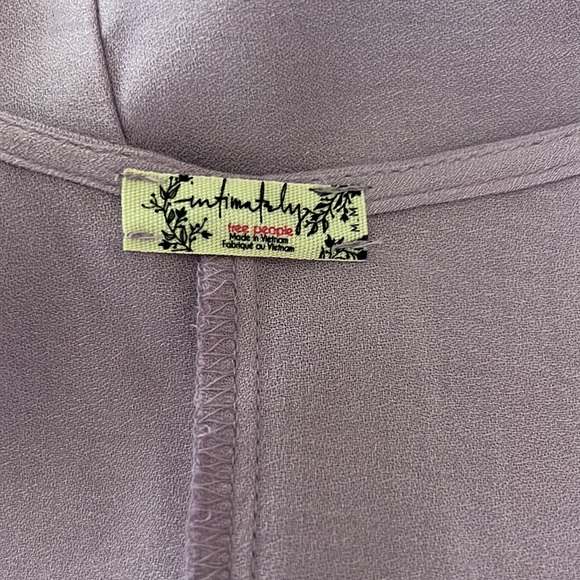 intimately
free people
Made in Vietnam
Fabriqué au Vietnam
M M